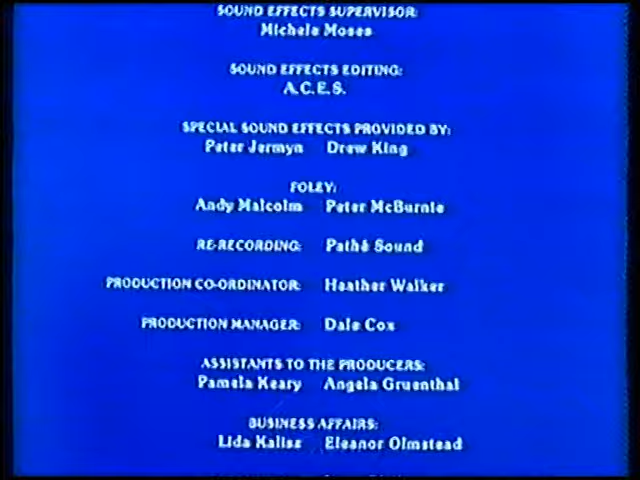 SOUND EFFECTS SUPERVISOR:
Michele Moses
SOUND EFFECTS EDITING:
A.C.E.S.
SPECIAL SOUND EFFECTS PROVIDED BY:
Peter Jermyn Drew King
FOLEY:
Andy Malcolm Peter McBurnie
RE-RECORDING: Pathé Sound
PRODUCTION CO-ORDINATOR: Heather Walker
PRODUCTION MANAGER: Dale Cox
ASSISTANTS TO THE PRODUCERS:
Pamela Keary Angela Gruenthal
BUSINESS AFFAIRS:
Lida Kalisz Eleanor Olmstead